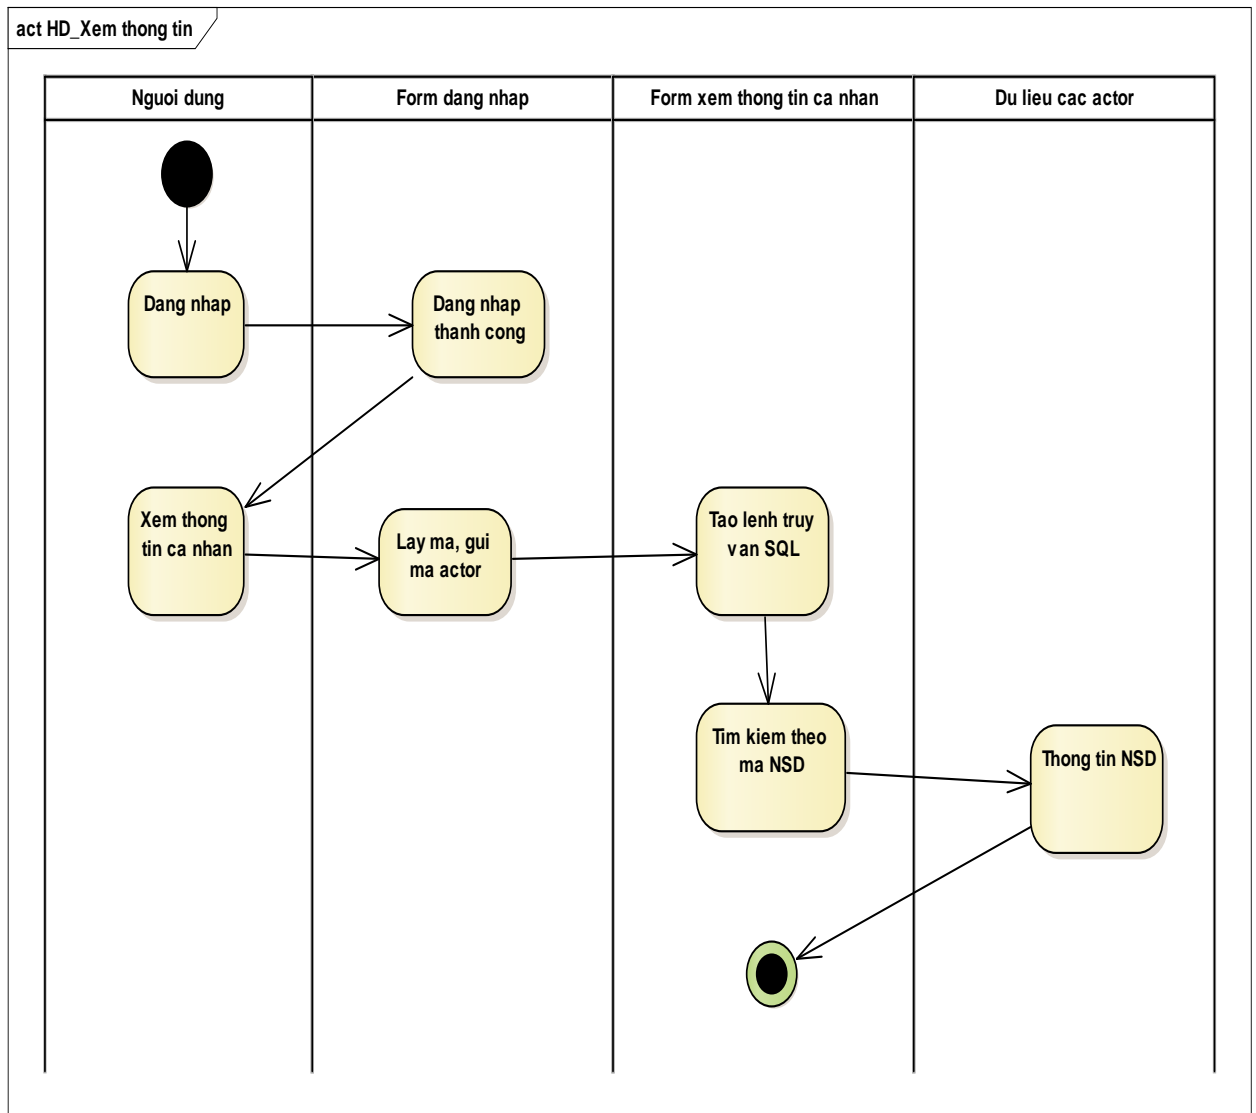 act HD_Xem thong tin
Nguoi dung
Form dang nhap
Form xem thong tin ca nhan
Du lieu cac actor
Dang nhap
Dang nhap
thanh cong
Xem thong
tin ca nhan
Lay ma, gui
ma actor
Tao lenh truy
van SQL
Tim kiem theo
ma NSD
Thong tin NSD